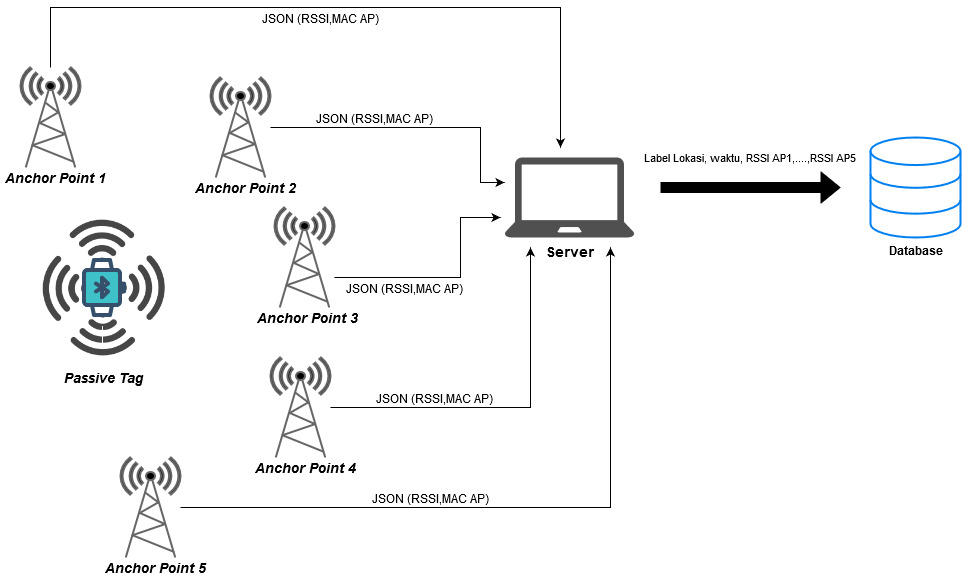 JSON (RSSI,MAC AP)
Anchor Point 1
JSON (RSSI,MAC AP)
Anchor Point 2
Label Lokasi, waktu, RSSI AP1,....,RSSI AP5
Server
Database
JSON (RSSI,MAC AP)
Anchor Point 3
Passive Tag
JSON (RSSI,MAC AP)
Anchor Point 4
JSON (RSSI,MAC AP)
Anchor Point 5